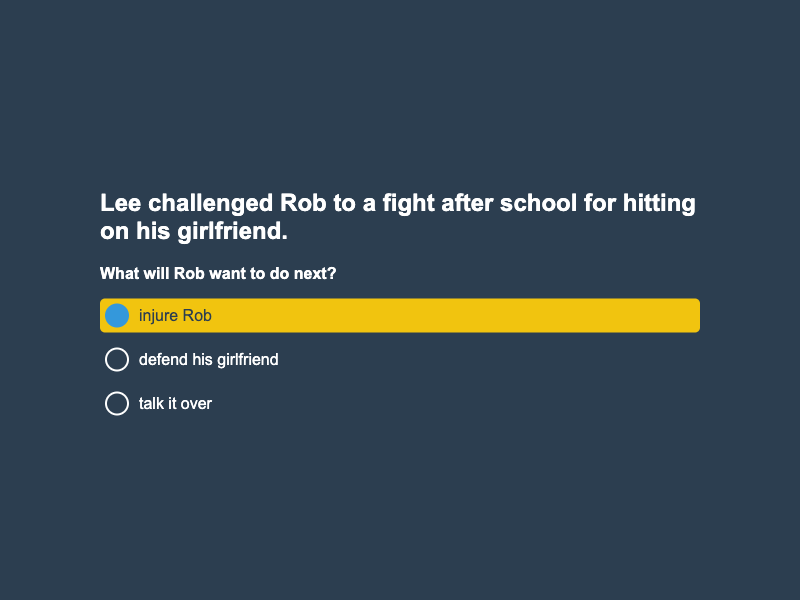 Lee challenged Rob to a fight after school for hitting
on his girlfriend.
What will Rob want to do next?
injure Rob
defend his girlfriend
talk it over